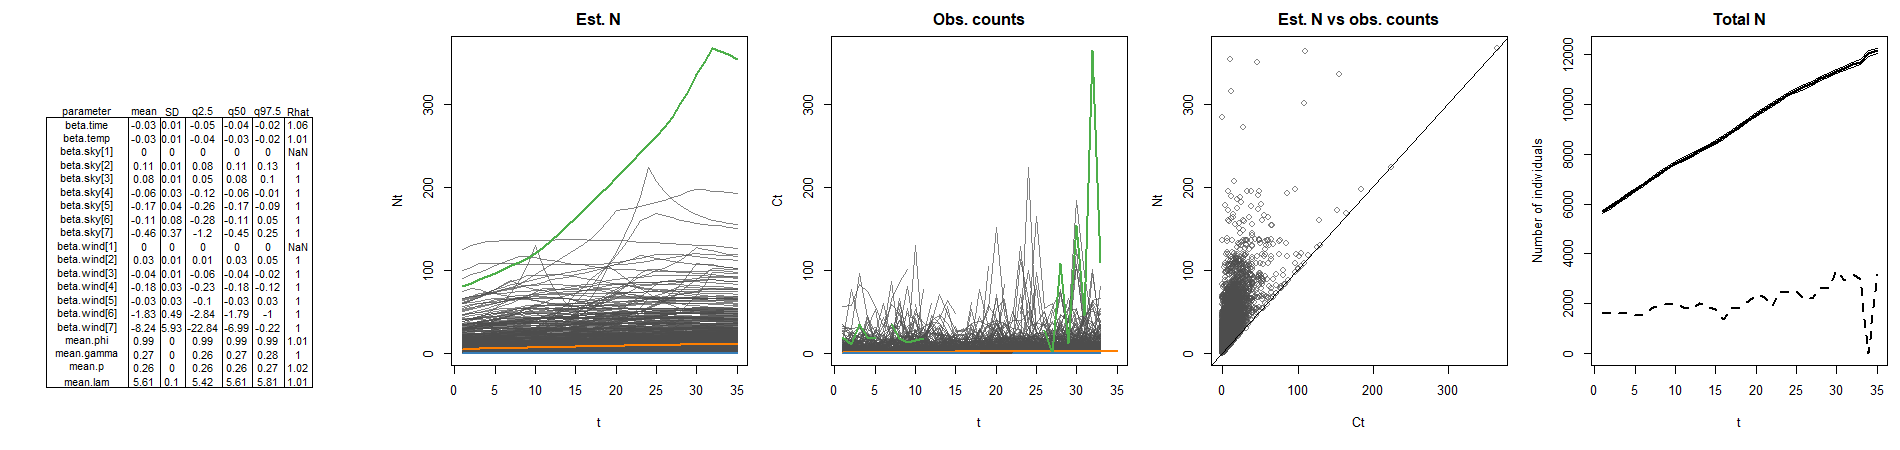 parameter mean SD q2.5 q50 q97.5 Rhat
beta.time -0.03 0.01 -0.05 -0.04 -0.02 1.06
beta.temp -0.03 0.01 -0.04 -0.03 -0.02 1.01
beta.sky[1] 0 0 0 0 0 NaN
beta.sky[2] 0.11 0.01 0.08 0.11 0.13 1
beta.sky[3] 0.08 0.01 0.05 0.08 0.1 1
beta.sky[4] -0.06 0.03 -0.12 -0.06 -0.01 1
beta.sky[5] -0.17 0.04 -0.26 -0.17 -0.09 1
beta.sky[6] -0.11 0.08 -0.28 -0.11 0.05 1
beta.sky[7] -0.46 0.37 -1.2 -0.45 0.25 1
beta.wind[1] 0 0 0 0 0 NaN
beta.wind[2] 0.03 0.01 0.01 0.03 0.05 1
beta.wind[3] -0.04 0.01 -0.06 -0.04 -0.02 1
beta.wind[4] -0.18 0.04 -0.23 -0.18 -0.12 1
beta.wind[5] -0.03 0.03 -0.1 -0.03 0.03 1
beta.wind[6] -1.83 0.49 -2.84 -1.79 -1 1
beta.wind[7] -8.24 5.93 -22.84 -6.99 -0.22 1
mean.phi 0.99 0 0.99 0.99 0.99 1.01
mean.gamma 0.27 0 0.26 0.27 0.28 1
mean.p 0.26 0 0.26 0.26 0.27 1.02
mean.lam 5.61 0.1 5.42 5.61 5.81 1.01
Est. N
Nt
0 100 200 300
0 5 10 15 20 25 30 35
t
Obs. counts
Ct
0 100 200 300
0 5 10 15 20 25 30 35
t
Est. N vs obs. counts
Nt
0 100 200 300
0 100 200 300
Ct
Total N
Number of individuals
0 2000 4000 6000 8000 10000 12000
0 5 10 15 20 25 30 35
t